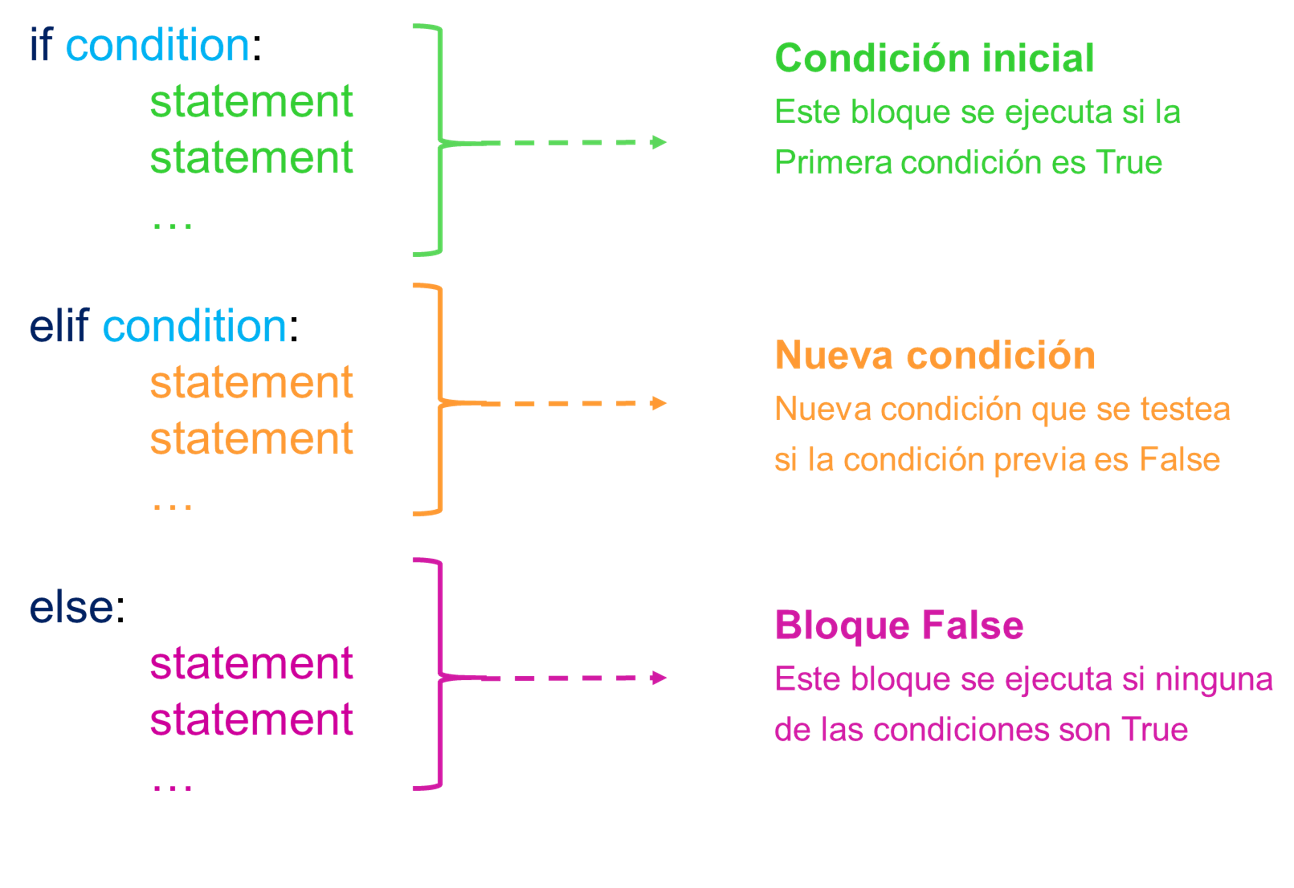 if condition:
statement
statement
…
Condición inicial
Este bloque se ejecuta si la
Primera condición es True
elif condition:
statement
statement
…
Nueva condición
Nueva condición que se testea
si la condición previa es False
else:
statement
statement
…
Bloque False
Este bloque se ejecuta si ninguna
de las condiciones son True